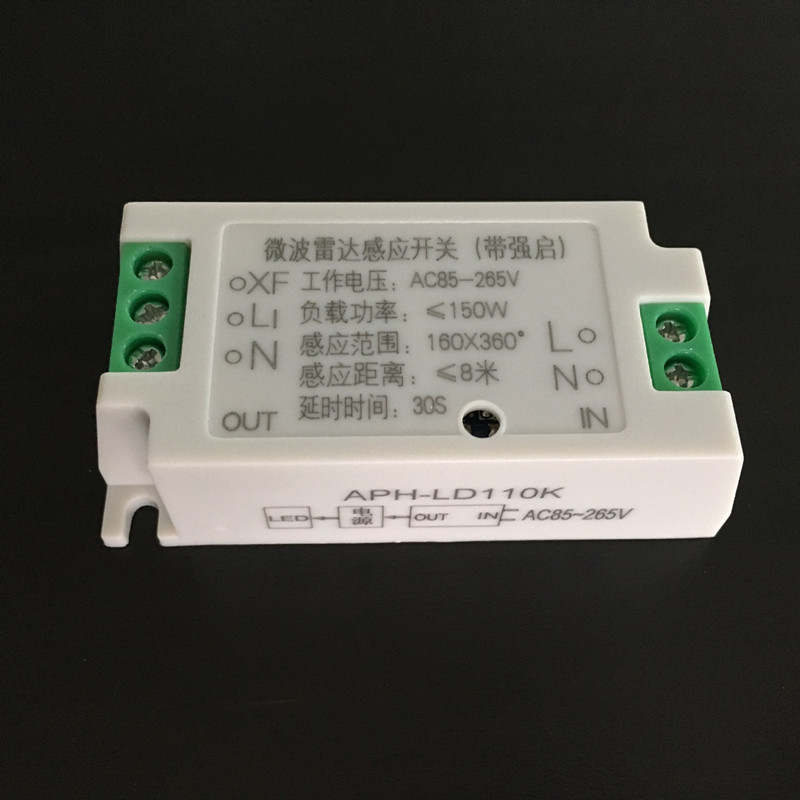 微波雷达感应开关（带强启）
XF
工作电压：AC85-265V
LI
负载功率：≤150W
N
感应范围：160X360°
L
感应距离：≤8米
N
OUT
延时时间：30S
IN
APH-LD110K
LED
电源
OUT
IN
AC85~265V